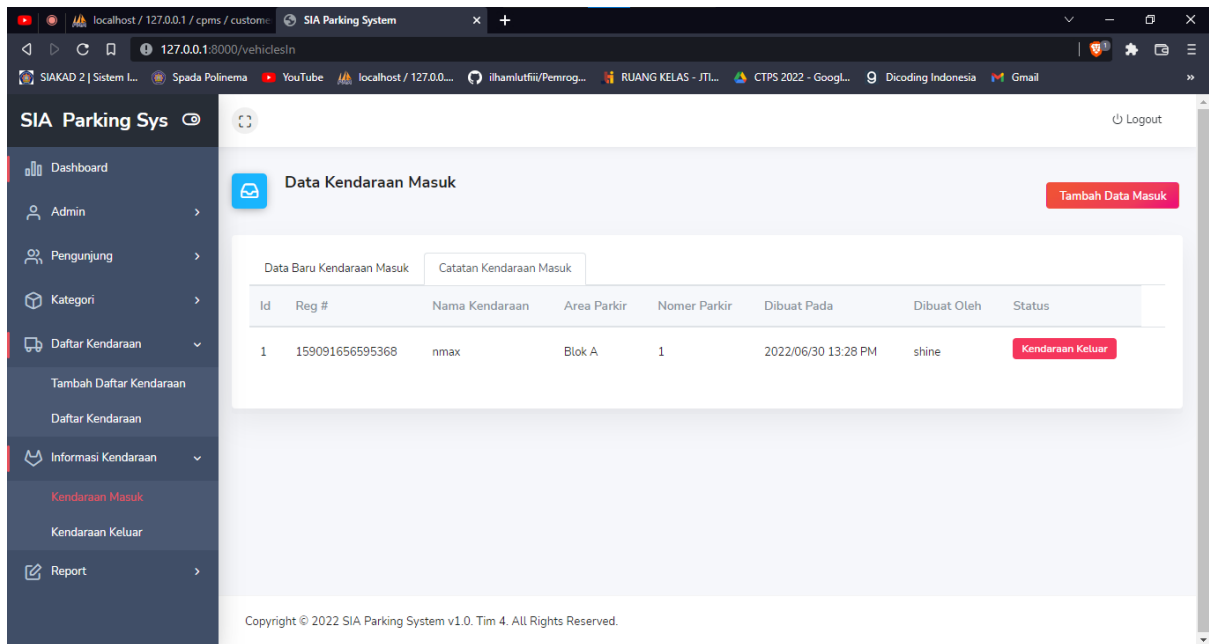 localhost / 127.0.0.1 / cpms / custome
SIA Parking System
127.0.0.1:8000/vehiclesIn
SIAKAD 2 | Sistem I...
Spada Polinema
YouTube
localhost / 127.0.0....
ilhamlutfiii/Pemrog...
RUANG KELAS - JTI...
CTPS 2022 - Googl...
Dicoding Indonesia
Gmail
»
SIA Parking Sys
Logout
Dashboard
Admin
Pengunjung
Kategori
Daftar Kendaraan
Tambah Daftar Kendaraan
Daftar Kendaraan
Informasi Kendaraan
Kendaraan Masuk
Kendaraan Keluar
Report
Data Kendaraan Masuk
Tambah Data Masuk
Data Baru Kendaraan Masuk
Catatan Kendaraan Masuk
Id Reg # Nama Kendaraan Area Parkir Nomer Parkir Dibuat Pada Dibuat Oleh Status
1 159091656595368 nmax Blok A 1 2022/06/30 13:28 PM shine Kendaraan Keluar
Copyright © 2022 SIA Parking System v1.0. Tim 4. All Rights Reserved.